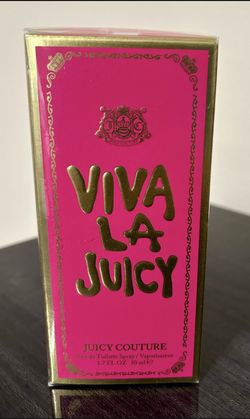 VIVA
LA
JUICY
JUICY COUTURE
Eau de Toilette Spray / Vaporisateur
1.7 FL OZ 50 ml ℮